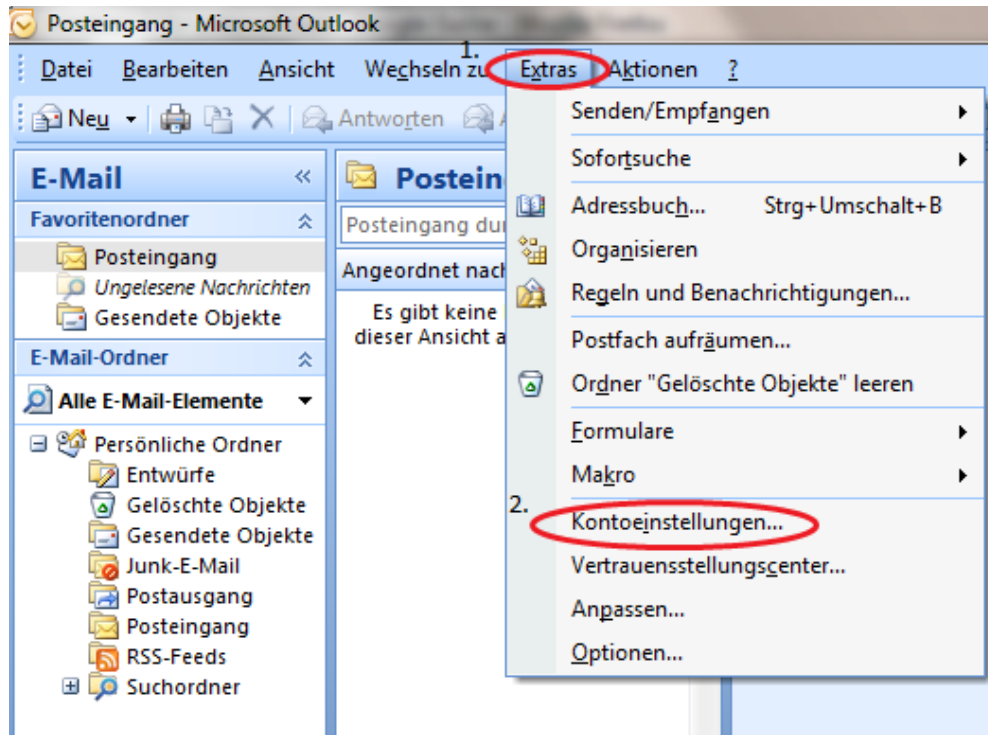 Posteingang - Microsoft Outlook
1.
Datei Bearbeiten Ansicht Wechseln zu Extras Aktionen ?
Neu Antworten
E-Mail «
Favoritenordner
Posteingang
Ungelesene Nachrichten
Gesendete Objekte
E-Mail-Ordner
Alle E-Mail-Elemente
Persönliche Ordner
Entwürfe
Gelöschte Objekte
Gesendete Objekte
Junk-E-Mail
Postausgang
Posteingang
RSS-Feeds
Suchordner
Postein
Posteingang du
Angeordnet nach
Es gibt keine
dieser Ansicht a
Senden/Empfangen
Sofortsuche
Adressbuch... Strg+Umschalt+B
Organisieren
Regeln und Benachrichtigungen...
Postfach aufräumen...
Ordner "Gelöschte Objekte" leeren
Formulare
Makro
2.
Kontoeinstellungen...
Vertrauensstellungscenter...
Anpassen...
Optionen...